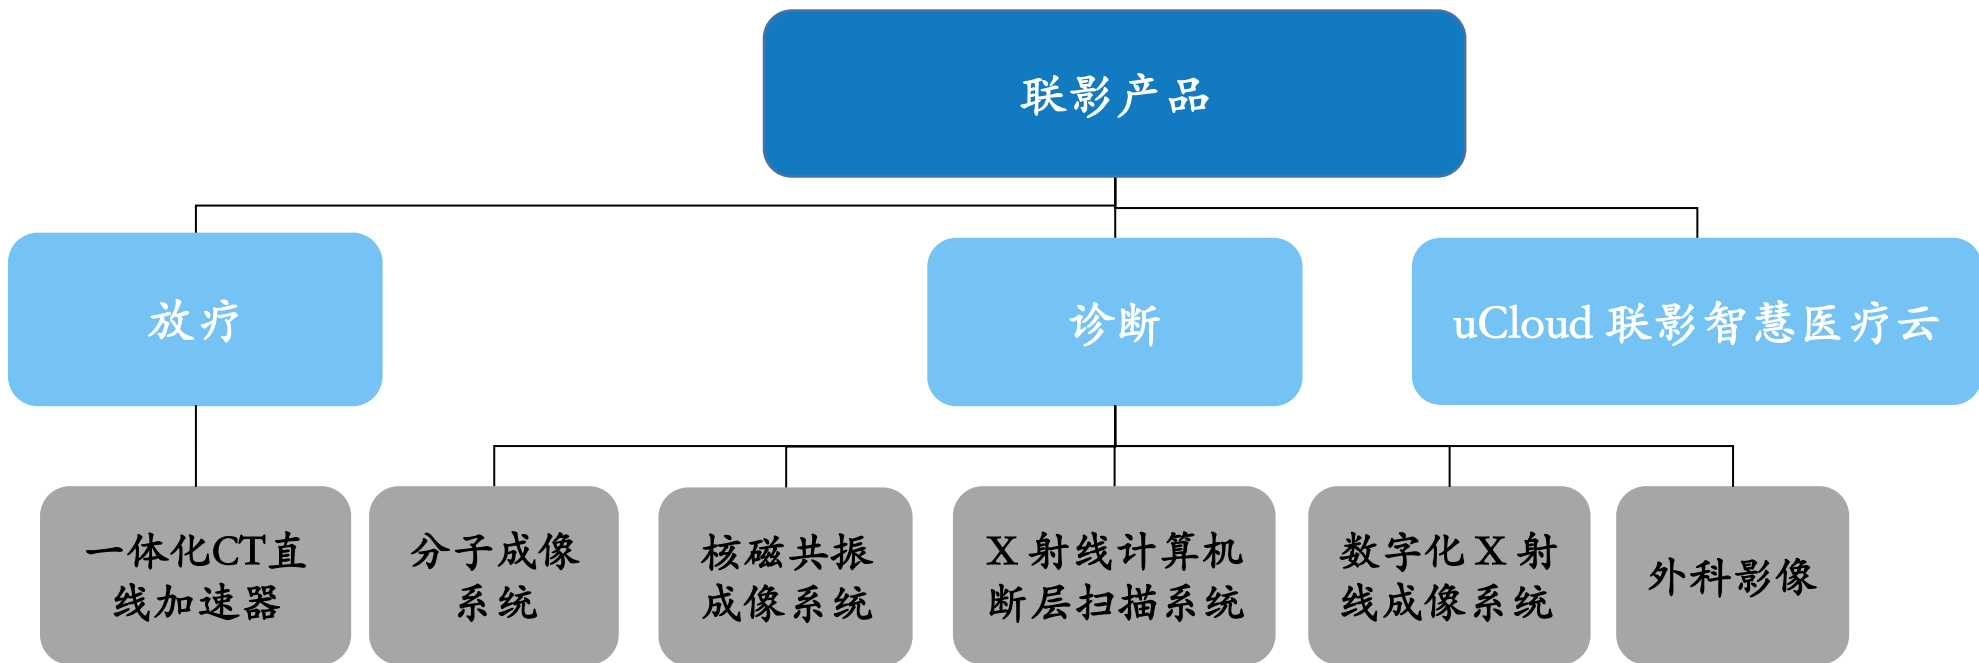 联影产品
放疗
诊断
uCloud 联影智慧医疗云
一体化CT直
线加速器
分子成像
系统
核磁共振
成像系统
X 射线计算机
断层扫描系统
数字化 X 射
线成像系统
外科影像